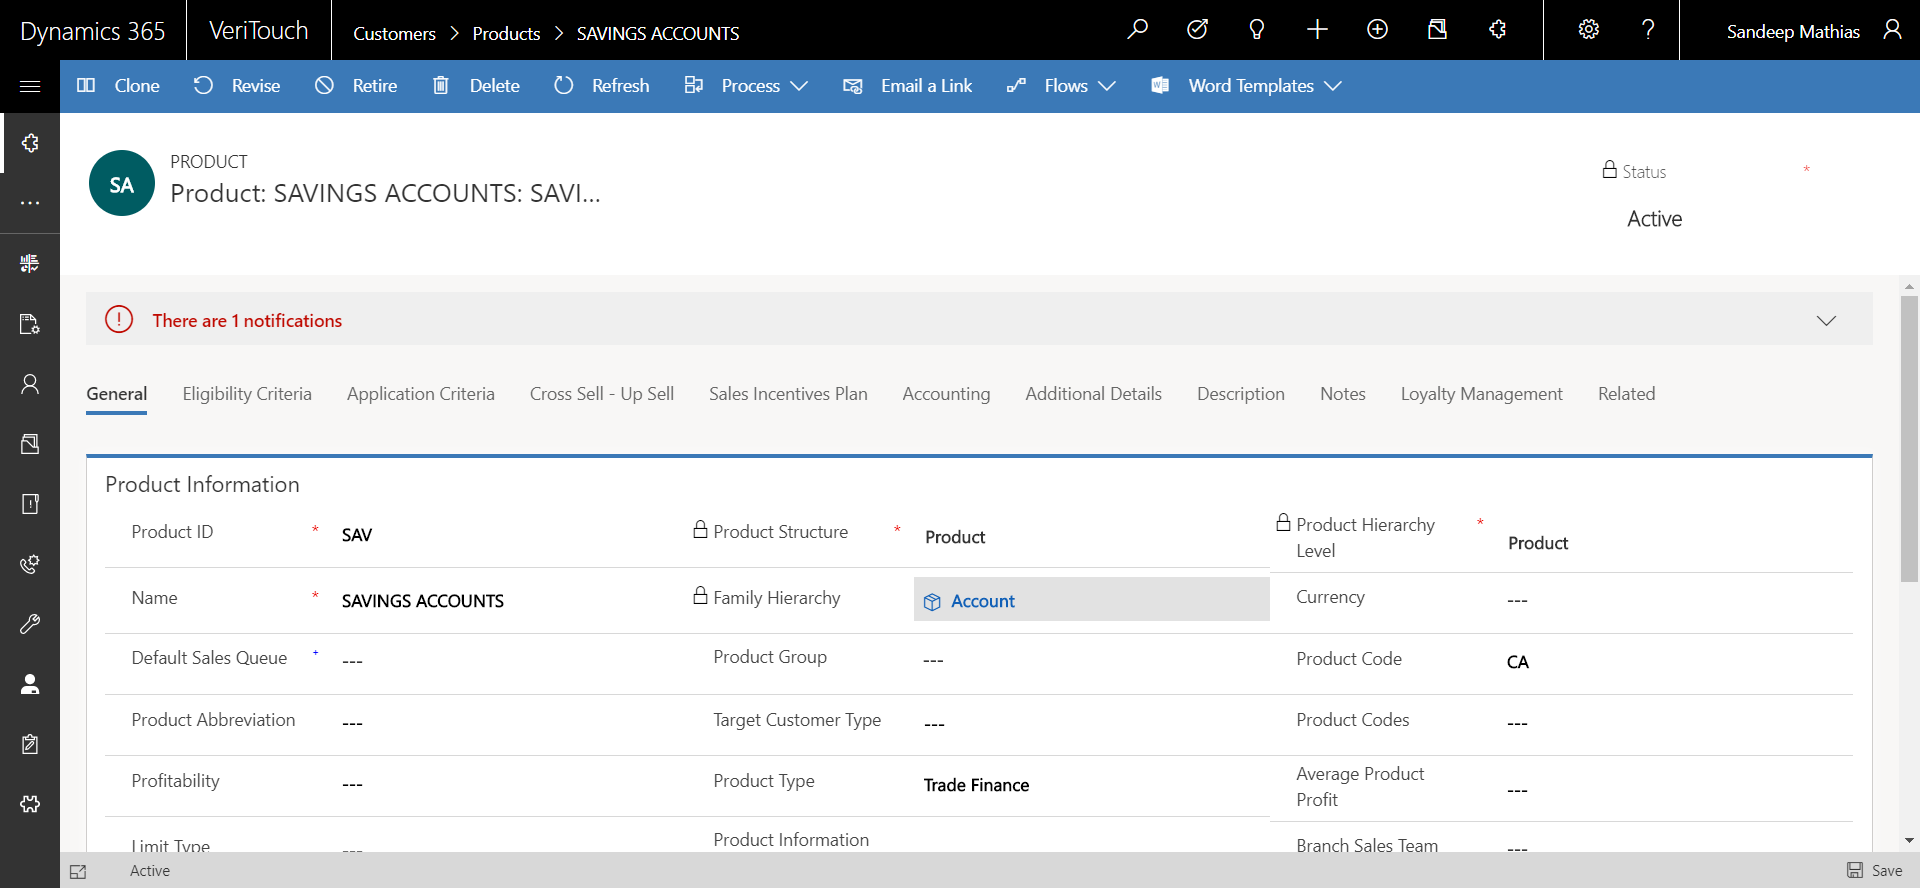 Dynamics 365 VeriTouch Customers > Products > SAVINGS ACCOUNTS Sandeep Mathias
Clone Revise Retire Delete Refresh Process Email a Link Flows Word Templates
PRODUCT
SA Product: SAVINGS ACCOUNTS: SAVI...
Status *
Active
There are 1 notifications
General Eligibility Criteria Application Criteria Cross Sell - Up Sell Sales Incentives Plan Accounting Additional Details Description Notes Loyalty Management Related
Product Information
Product ID * SAV Product Structure * Product Product Hierarchy Level * Product
Name * SAVINGS ACCOUNTS Family Hierarchy Account Currency ---
Default Sales Queue + --- Product Group --- Product Code CA
Product Abbreviation --- Target Customer Type --- Product Codes ---
Profitability --- Product Type Trade Finance Average Product Profit ---
Limit Type --- Product Information Branch Sales Team ---
Active Save